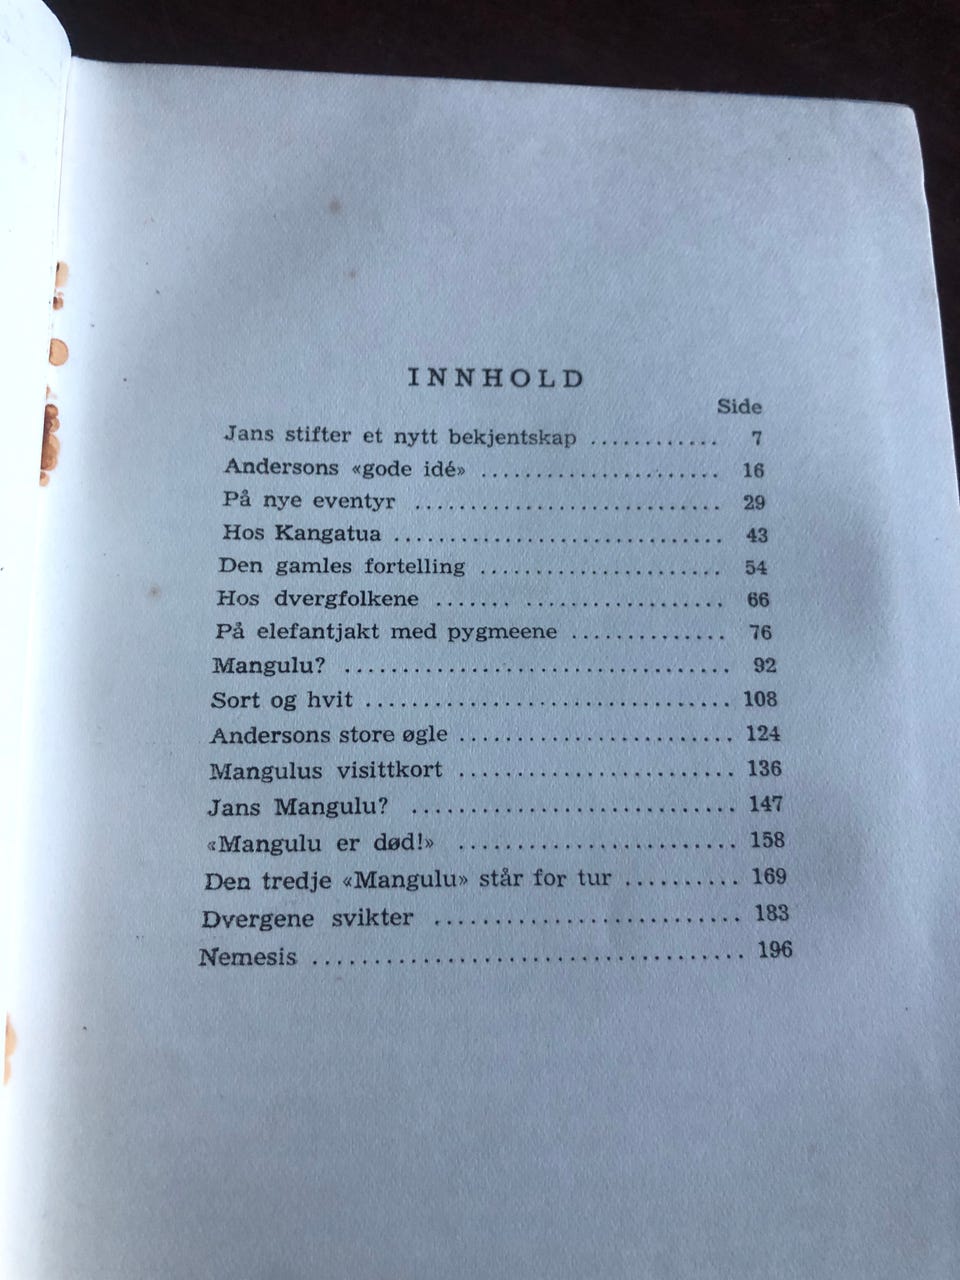 INNHOLD
Side
Jans stifter et nytt bekjentskap ............ 7
Andersons «gode idé» ..................... 16
På nye eventyr ........................... 29
Hos Kangatua ............................. 43
Den gamles fortelling ..................... 54
Hos dvergfolkene ....... .................. 66
På elefantjakt med pygmeene .............. 76
Mangulu? .................................. 92
Sort og hvit ................................ 108
Andersons store øgle ........................ 124
Mangulus visittkort ........................ 136
Jans Mangulu? ............................ 147
«Mangulu er død!» ........................ 158
Den tredje «Mangulu» står for tur .......... 169
Dvergene svikter .......................... 183
Nemesis ..................................... 196